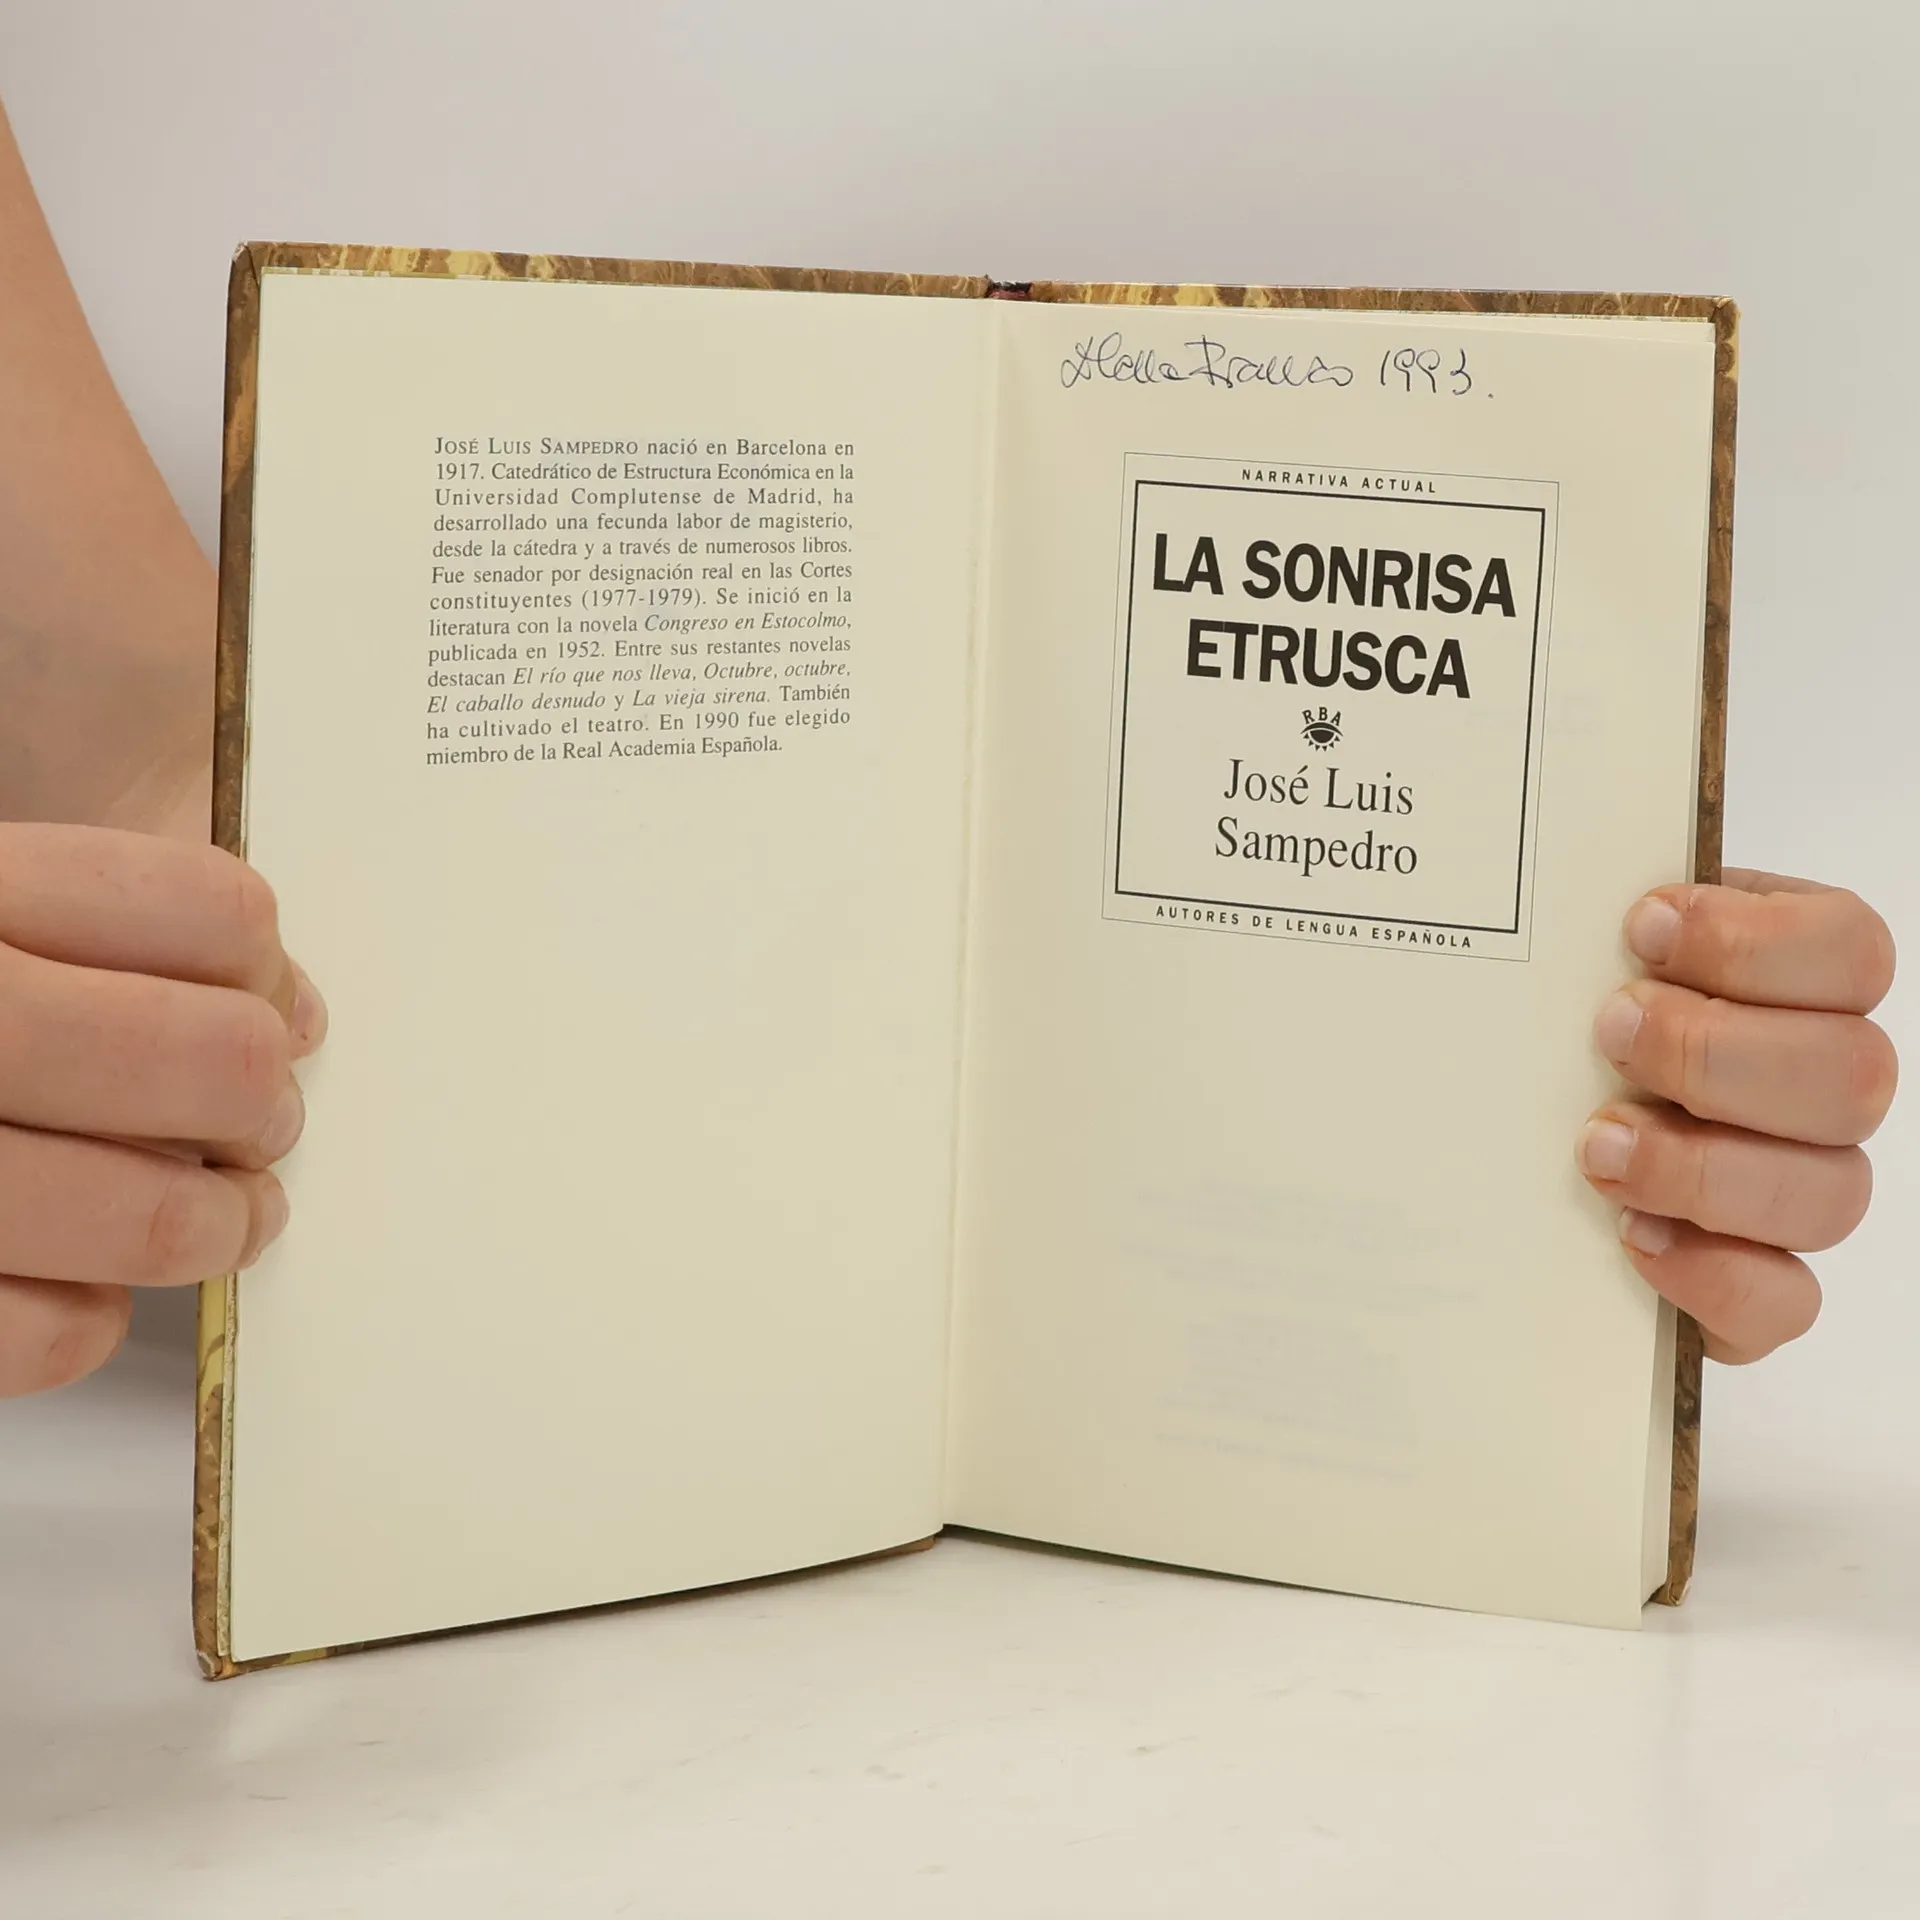 JOSÉ LUIS SAMPEDRO nació en Barcelona en
1917. Catedrático de Estructura Económica en la
Universidad Complutense de Madrid, ha
desarrollado una fecunda labor de magisterio,
desde la cátedra y a través de numerosos libros.
Fue senador por designación real en las Cortes
constituyentes (1977-1979). Se inició en la
literatura con la novela Congreso en Estocolmo,
publicada en 1952. Entre sus restantes novelas
destacan El río que nos lleva, Octubre, octubre,
El caballo desnudo y La vieja sirena. También
ha cultivado el teatro. En 1990 fue elegido
miembro de la Real Academia Española.
1993.
NARRATIVA ACTUAL
LA SONRISA
ETRUSCA
RBA
José Luis
Sampedro
AUTORES DE LENGUA ESPAÑOLA